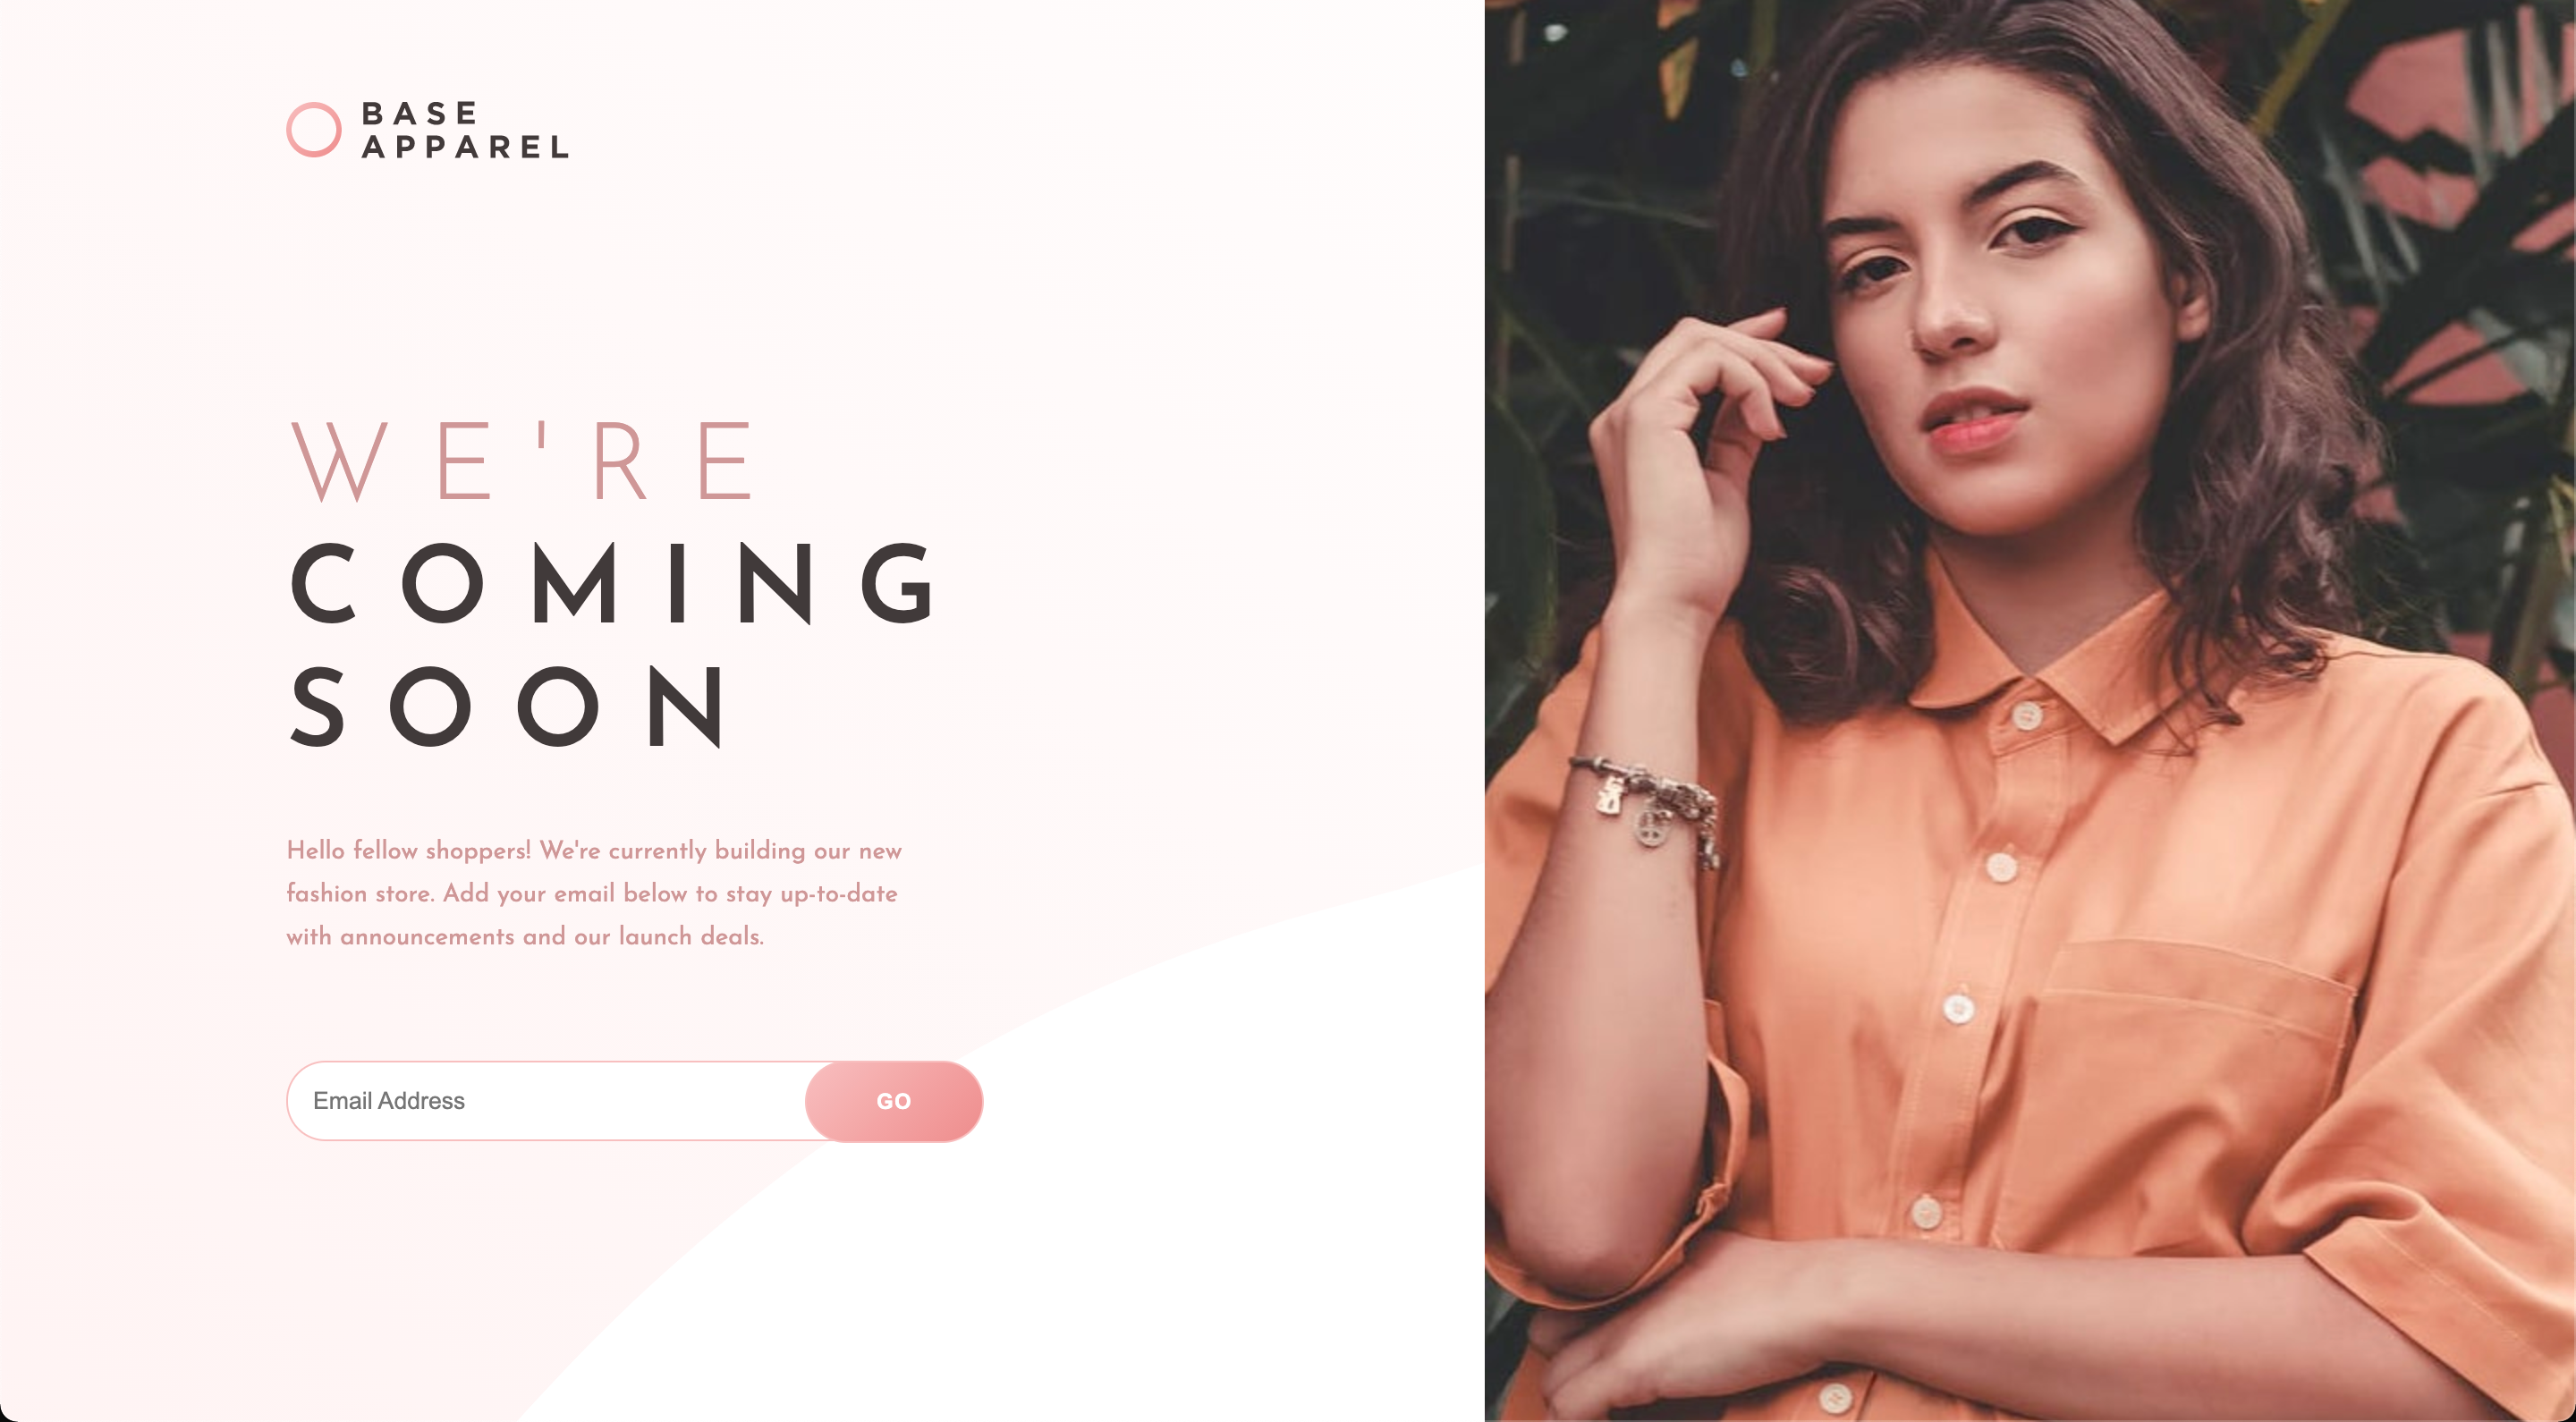 BASE
APPAREL
WE'RE
COMING
SOON
Hello fellow shoppers! We're currently building our new
fashion store. Add your email below to stay up-to-date
with announcements and our launch deals.
Email Address
GO